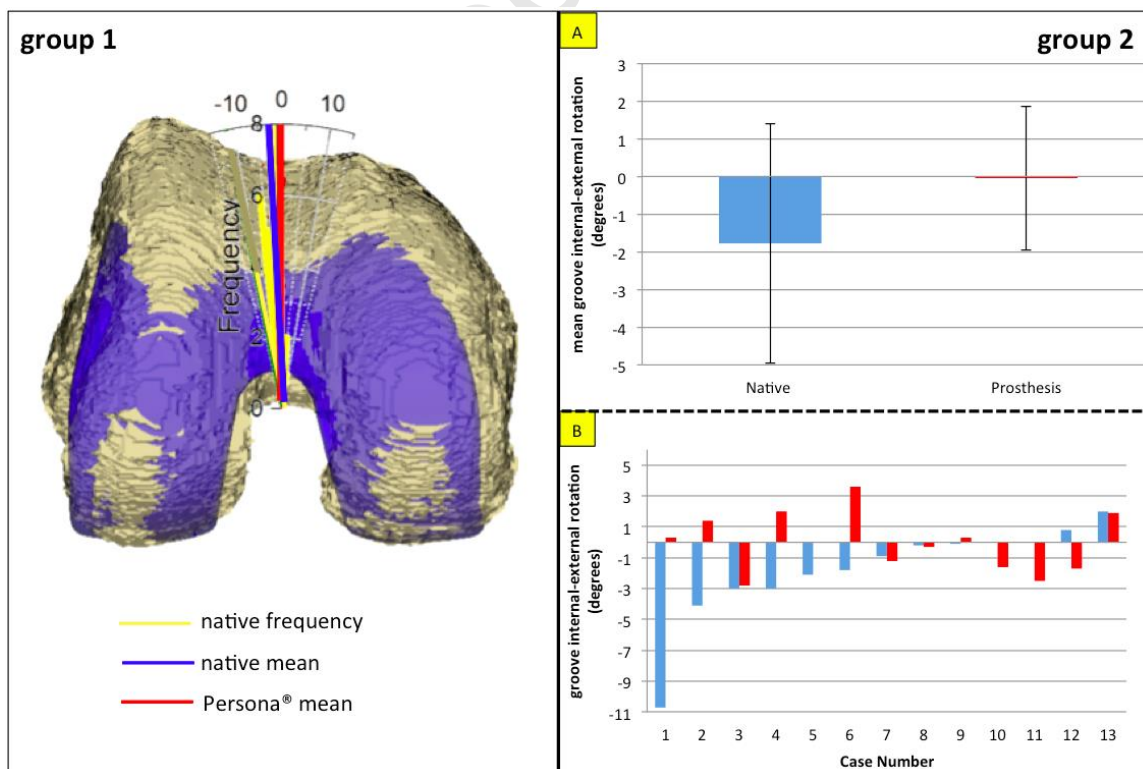 group 1
-10 0 10
8
6
2
0
Frequency
native frequency
native mean
Persona® mean
A
group 2
mean groove internal-external rotation
(degrees)
3
2
1
0
-1
-2
-3
-4
-5
Native Prosthesis
B
groove internal-external rotation
(degrees)
5
3
1
-1
-3
-5
-7
-9
-11
1 2 3 4 5 6 7 8 9 10 11 12 13
Case Number